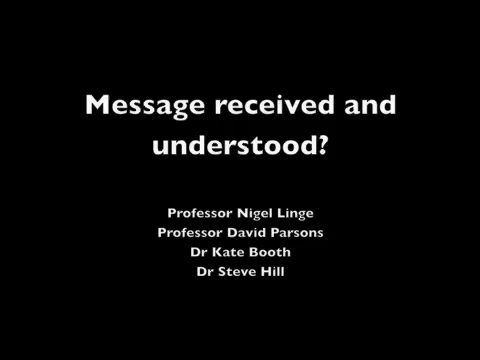 Message received and
understood?
Professor Nigel Linge
Professor David Parsons
Dr Kate Booth
Dr Steve Hill